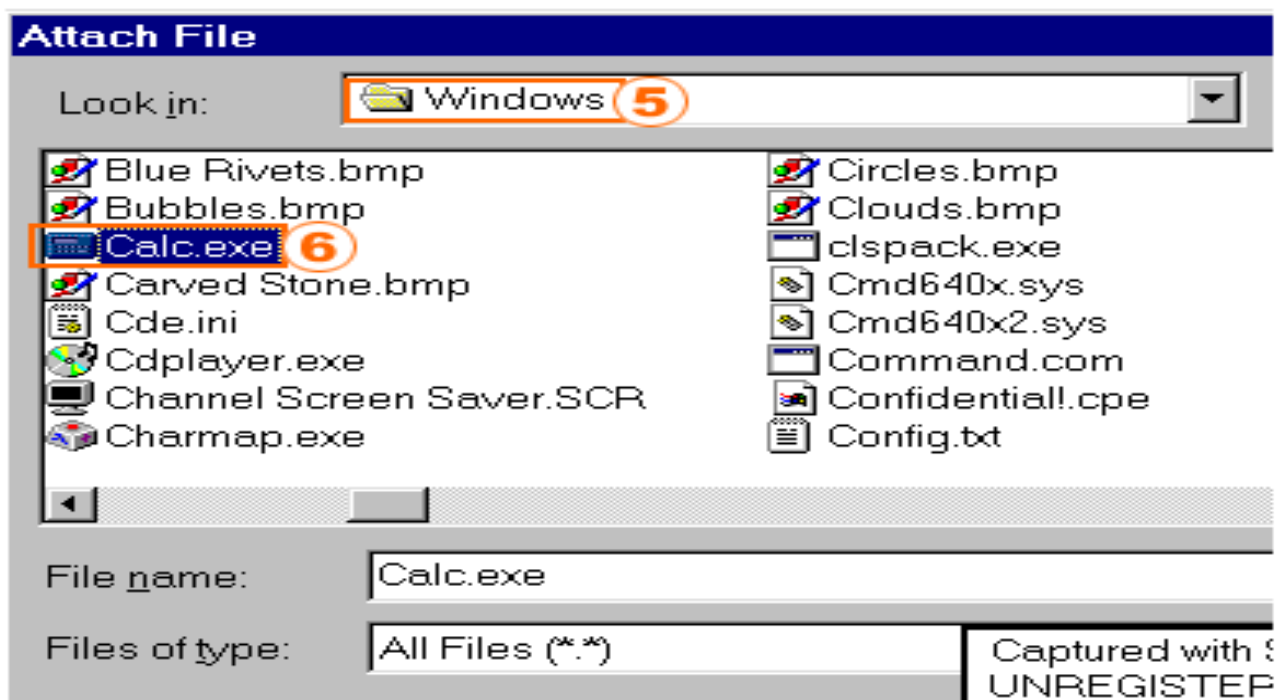 Attach File
Look in: Windows 5
Blue Rivets.bmp
Bubbles.bmp
Calc.exe 6
Carved Stone.bmp
Cde.ini
Cdplayer.exe
Channel Screen Saver.SCR
Charmap.exe
Circles.bmp
Clouds.bmp
clspack.exe
Cmd640x.sys
Cmd640x2.sys
Command.com
Confidential!.cpe
Config.txt
File name: Calc.exe
Files of type: All Files (*.*)
Captured with